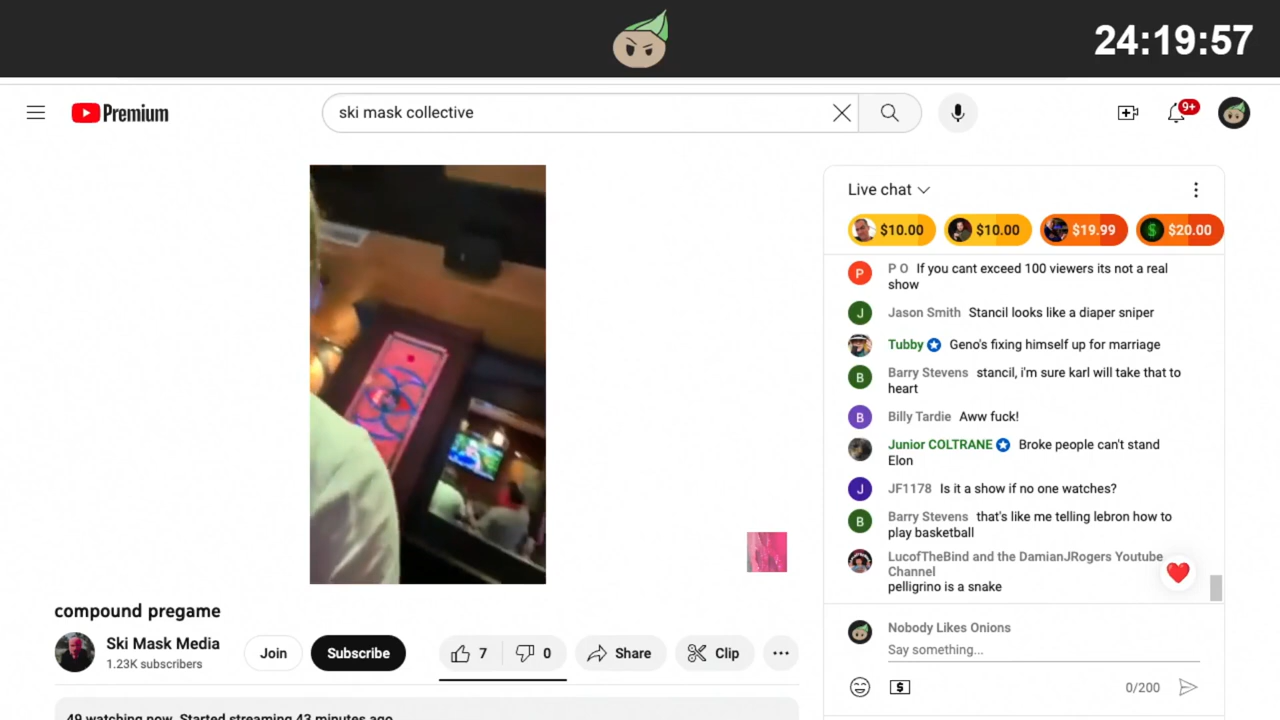 24:19:57
Premium
ski mask collective
9+
Live chat
$10.00
$10.00
$19.99
$20.00
P O If you cant exceed 100 viewers its not a real
show
Jason Smith Stancil looks like a diaper sniper
Tubby Geno's fixing himself up for marriage
Barry Stevens stancil, i'm sure karl will take that to
heart
Billy Tardie Aww fuck!
Junior COLTRANE Broke people can't stand
Elon
JF1178 Is it a show if no one watches?
Barry Stevens that's like me telling lebron how to
play basketball
LucofTheBind and the DamianJRogers Youtube
Channel
pelligrino is a snake
compound pregame
Ski Mask Media
1.23K subscribers
Join
Subscribe
7
0
Share
Clip
Nobody Likes Onions
Say something...
0/200
49 watching now Started streaming 43 minutes ago
P
J
B
B
J
B
$
$